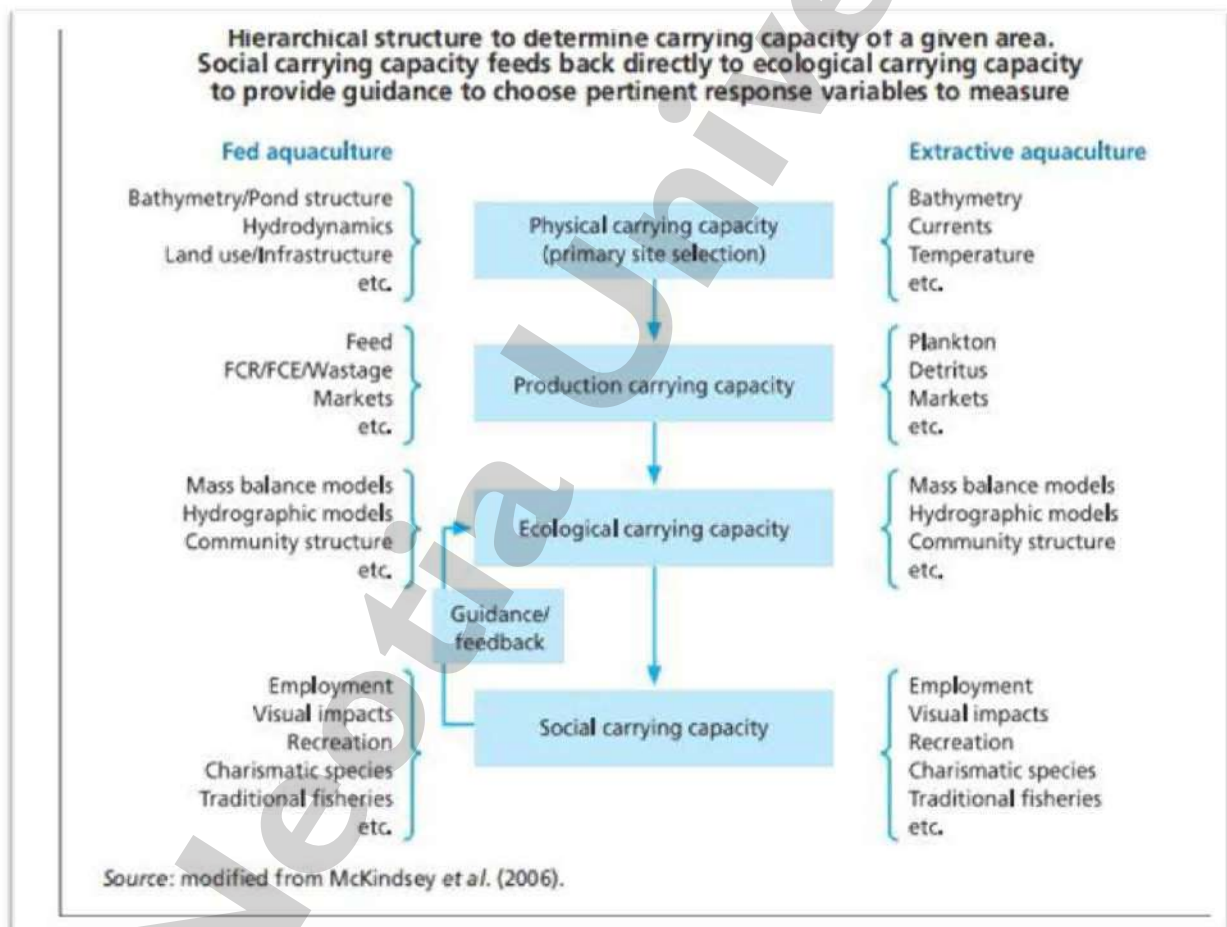 Hierarchical structure to determine carrying capacity of a given area.
Social carrying capacity feeds back directly to ecological carrying capacity
to provide guidance to choose pertinent response variables to measure
Fed aquaculture
Extractive aquaculture
Bathymetry/Pond structure
Hydrodynamics
Land use/Infrastructure
etc.
Physical carrying capacity
(primary site selection)
Bathymetry
Currents
Temperature
etc.
Feed
FCR/FCE/Wastage
Markets
etc.
Production carrying capacity
Plankton
Detritus
Markets
etc.
Mass balance models
Hydrographic models
Community structure
etc.
Ecological carrying capacity
Mass balance models
Hydrographic models
Community structure
etc.
Guidance/
feedback
Employment
Visual impacts
Recreation
Charismatic species
Traditional fisheries
etc.
Social carrying capacity
Employment
Visual impacts
Recreation
Charismatic species
Traditional fisheries
etc.
Source: modified from McKindsey et al. (2006).
Neotia Unive